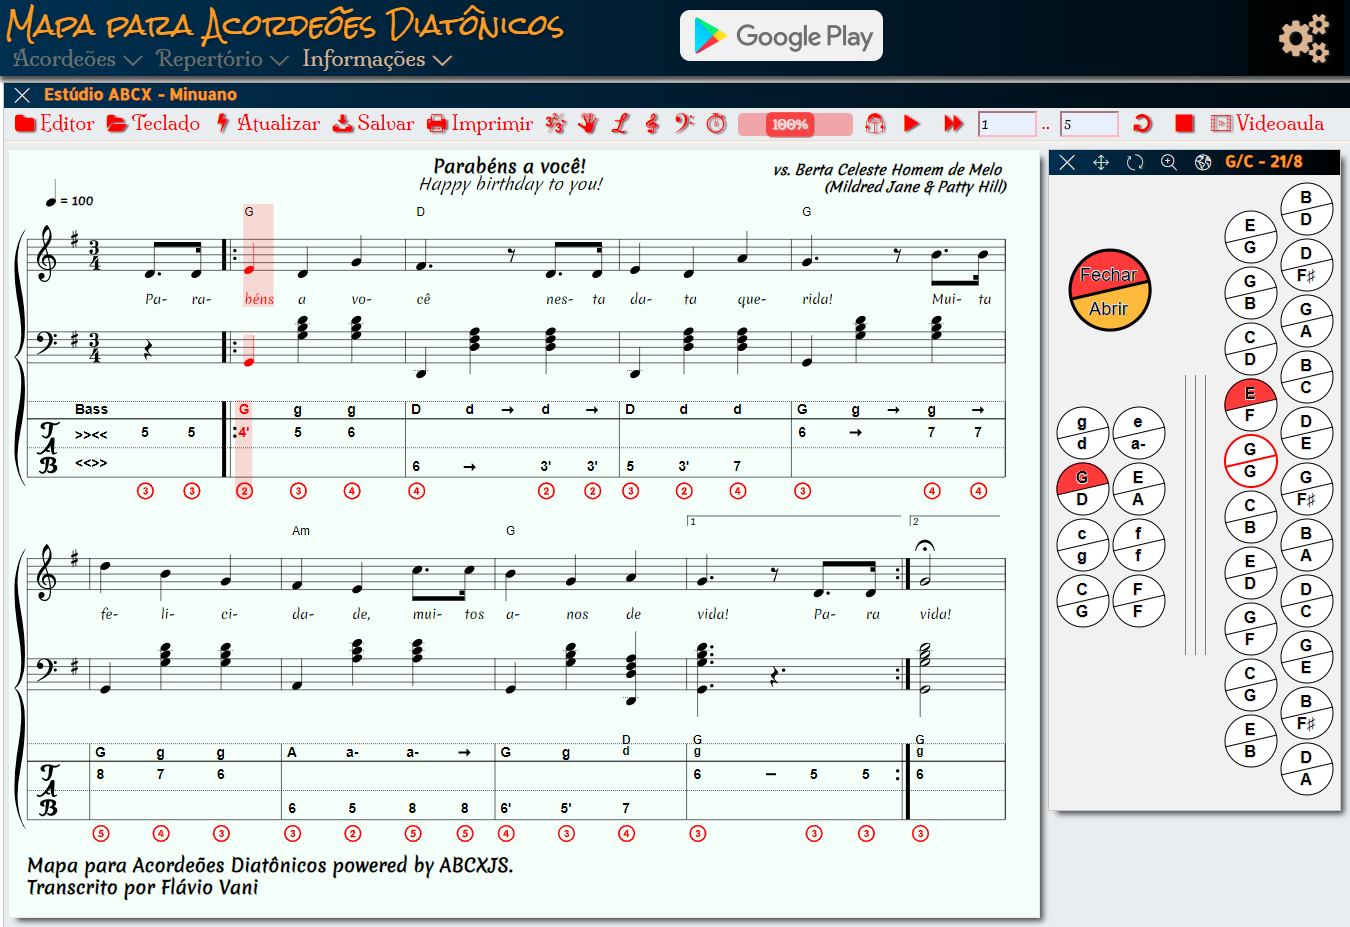 Mapa para Acordeões Diatônicos
Google Play
Acordeões Repertório Informações
Estúdio ABCX - Minuano
Editor Teclado Atualizar Salvar Imprimir 100% 1 .. 5 Videoaula
G/C - 21/8
Parabéns a você!
Happy birthday to you!
vs. Berta Celeste Homem de Melo
(Mildred Jane & Patty Hill)
= 100
G D G
3 4
Pa- ra- béns a vo- cê nes- ta da- ta que- rida! Mui- ta
3 4
Bass G g g D d → d → D d d G g → g →
>><< 5 5 4' 5 6 6 → 7 7
<<>> 6 → 3' 3' 5 3' 7
TAB
3 3 2 3 4 4 2 2 3 2 4 3 4 4
Am G 1 2
fe- li- ci- da- de, mui- tos a- nos de vida! Pa- ra vida!
D G G
G g g A a- a- → G g d g g
8 7 6 6 – 5 5 6
6 5 8 8 6' 5' 7
TAB
5 4 3 3 2 5 5 4 3 4 3 3 3 3
Mapa para Acordeões Diatônicos powered by ABCXJS.
Transcrito por Flávio Vani
Fechar
Abrir
g d
G D
c g
C G
e a-
E A
f f
F F
E G
G B
C D
E F
G G
C B
E D
G F
C G
E B
B D
D F♯
G A
B C
D E
G F♯
B A
D C
G E
B F♯
D A